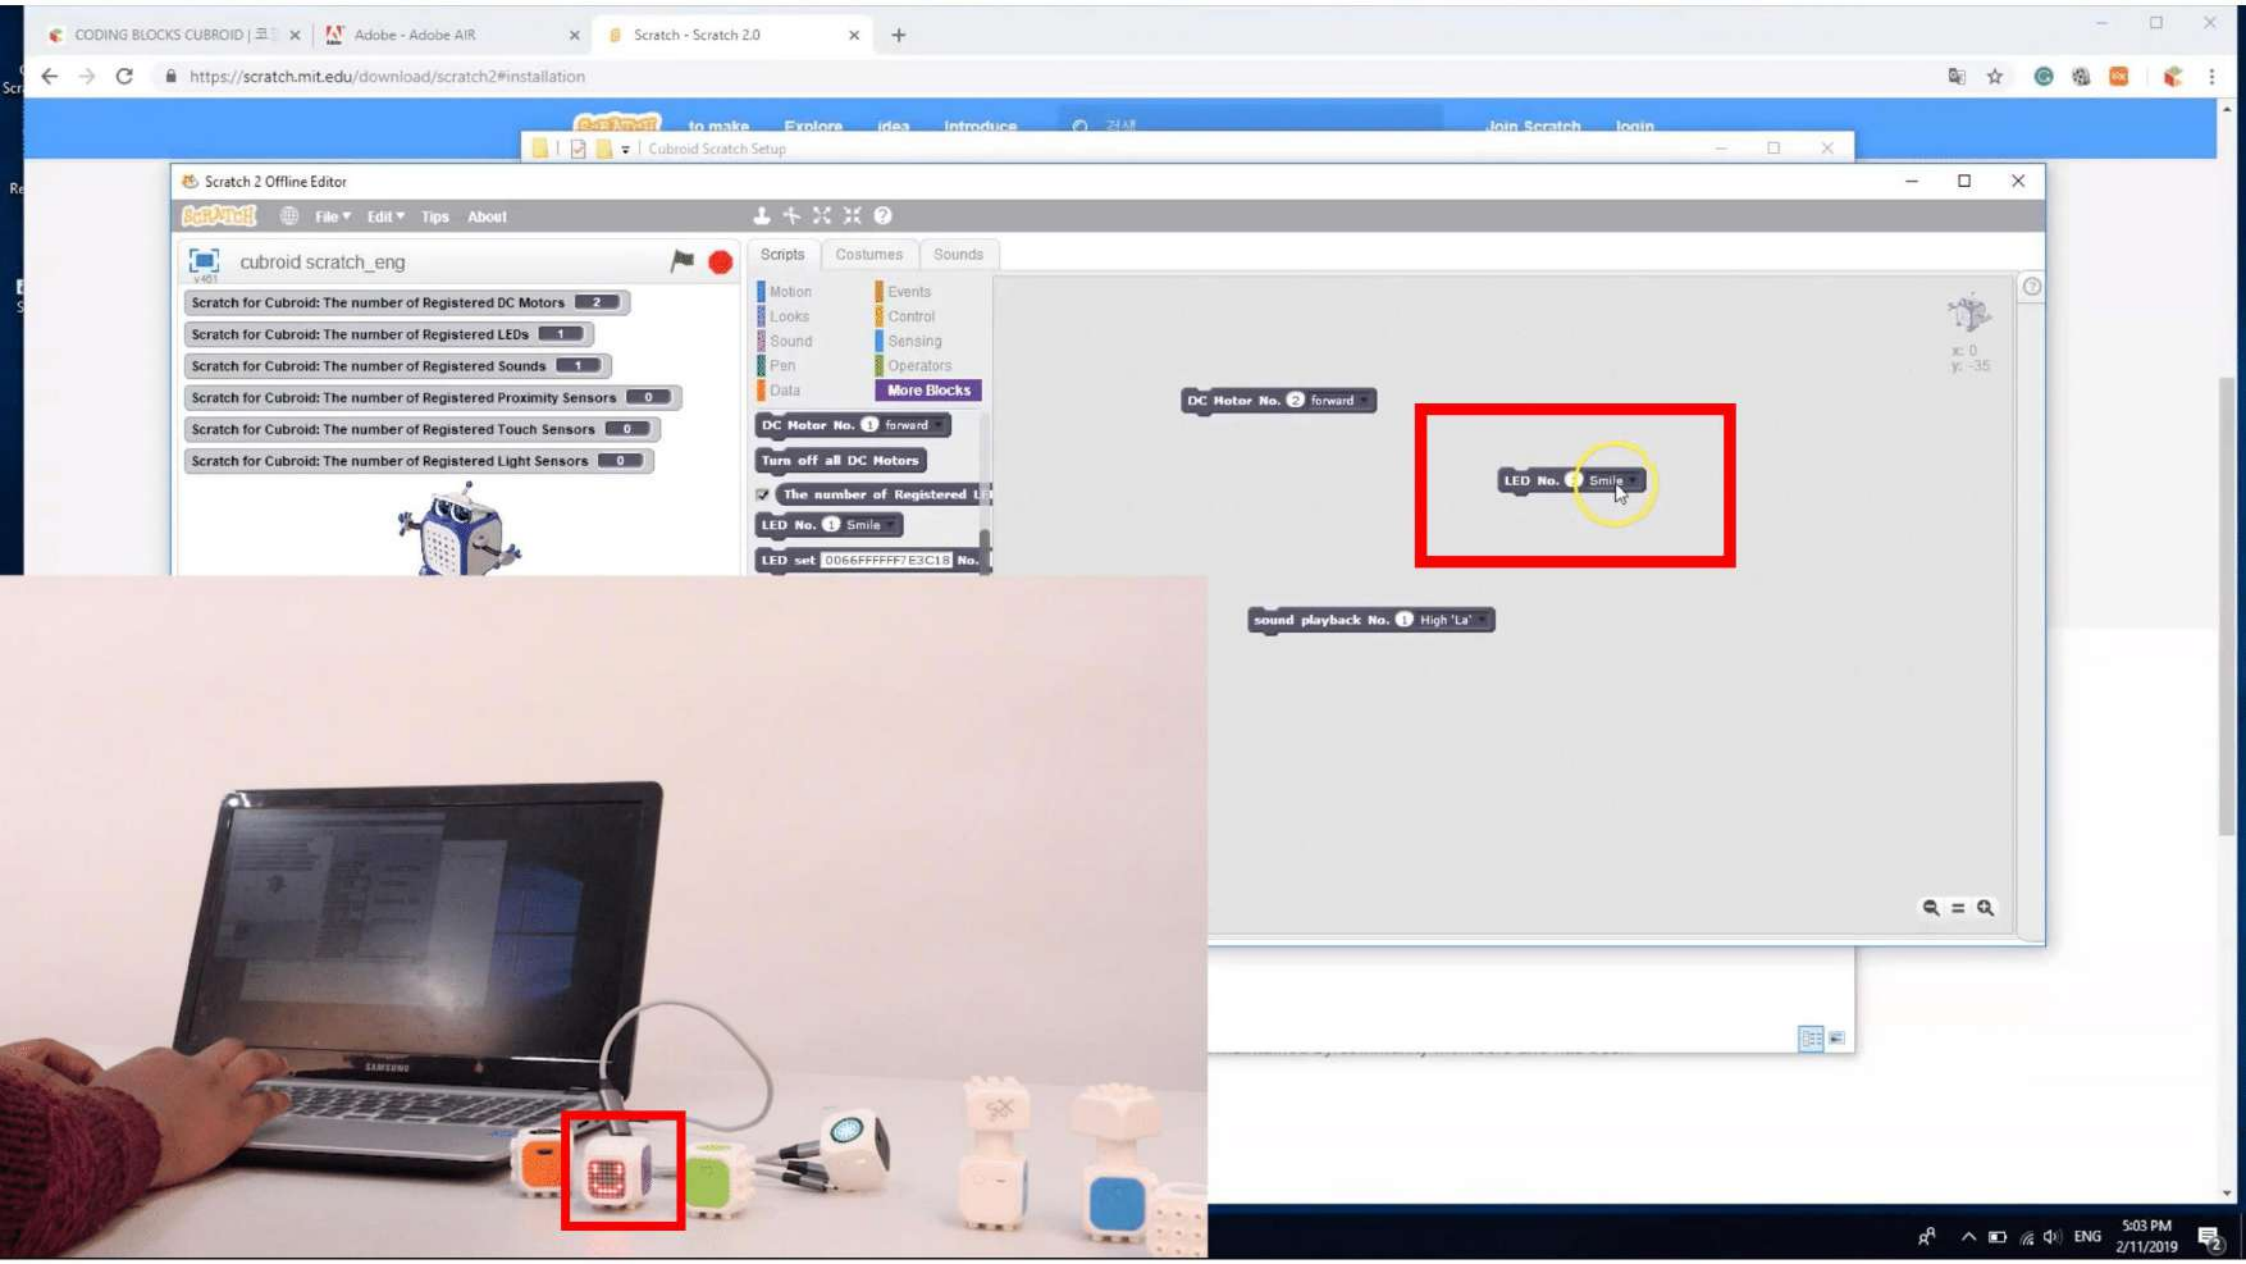 CODING BLOCKS CUBROID | 코
Adobe - Adobe AIR
Scratch - Scratch 2.0
https://scratch.mit.edu/download/scratch2#installation
SCRATCH to make Explore idea Introduce 검색 Join Scratch login
Cubroid Scratch Setup
Scratch 2 Offline Editor
SCRATCH File Edit Tips About
cubroid scratch_eng
v461
Scratch for Cubroid: The number of Registered DC Motors 2
Scratch for Cubroid: The number of Registered LEDs 1
Scratch for Cubroid: The number of Registered Sounds 1
Scratch for Cubroid: The number of Registered Proximity Sensors 0
Scratch for Cubroid: The number of Registered Touch Sensors 0
Scratch for Cubroid: The number of Registered Light Sensors 0
Scripts Costumes Sounds
Motion Events
Looks Control
Sound Sensing
Pen Operators
Data More Blocks
DC Motor No. 1 forward
Turn off all DC Motors
The number of Registered
LED No. 1 Smile
LED set 0066FFFFFF7E3C18 No.
x: 0
y: -35
DC Motor No. 2 forward
LED No. Smile
sound playback No. 1 High 'La'
SAMSUNG
ENG
5:03 PM
2/11/2019
2